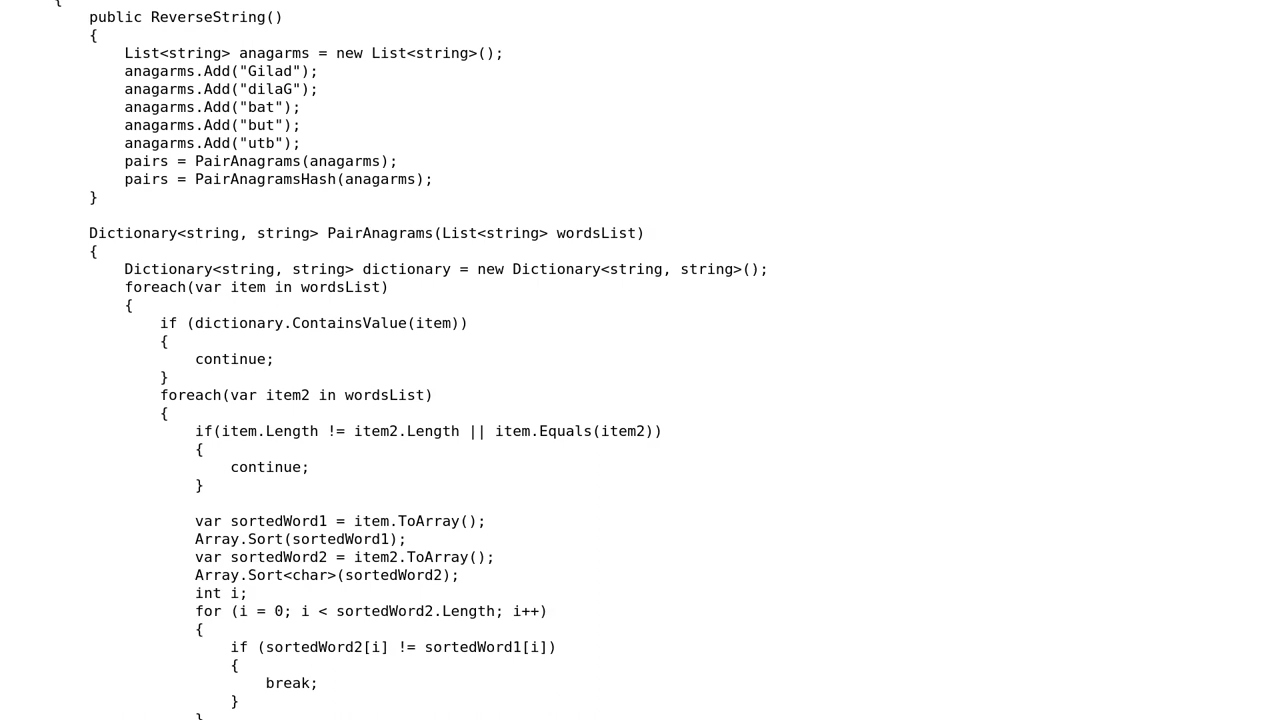 {
public ReverseString()
{
List<string> anagarms = new List<string>();
anagarms.Add("Gilad");
anagarms.Add("dilaG");
anagarms.Add("bat");
anagarms.Add("but");
anagarms.Add("utb");
pairs = PairAnagrams(anagarms);
pairs = PairAnagramsHash(anagarms);
}
Dictionary<string, string> PairAnagrams(List<string> wordsList)
{
Dictionary<string, string> dictionary = new Dictionary<string, string>();
foreach(var item in wordsList)
{
if (dictionary.ContainsValue(item))
{
continue;
}
foreach(var item2 in wordsList)
{
if(item.Length != item2.Length || item.Equals(item2))
{
continue;
}
var sortedWord1 = item.ToArray();
Array.Sort(sortedWord1);
var sortedWord2 = item2.ToArray();
Array.Sort<char>(sortedWord2);
int i;
for (i = 0; i < sortedWord2.Length; i++)
{
if (sortedWord2[i] != sortedWord1[i])
{
break;
}
}